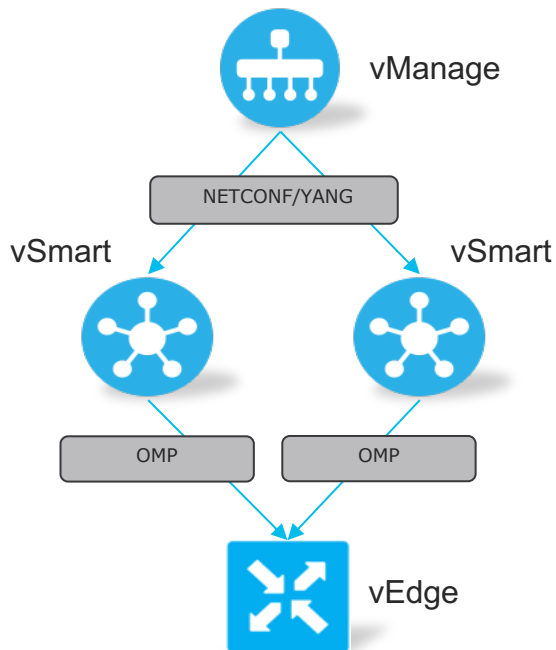 vManage
NETCONF/YANG
vSmart
vSmart
OMP
OMP
vEdge